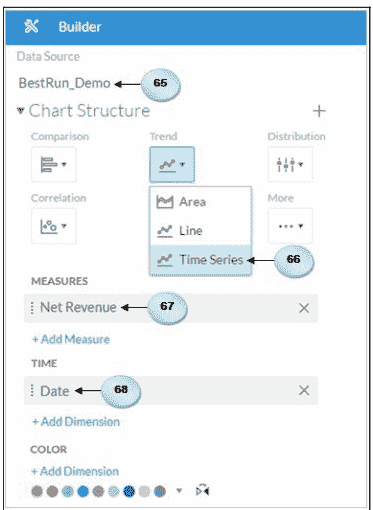 Builder
Data Source
BestRun_Demo 65
Chart Structure +
Comparison Trend Distribution
Correlation More
Area
Line
Time Series 66
MEASURES
Net Revenue 67
+ Add Measure
TIME
Date 68
+ Add Dimension
COLOR
+ Add Dimension